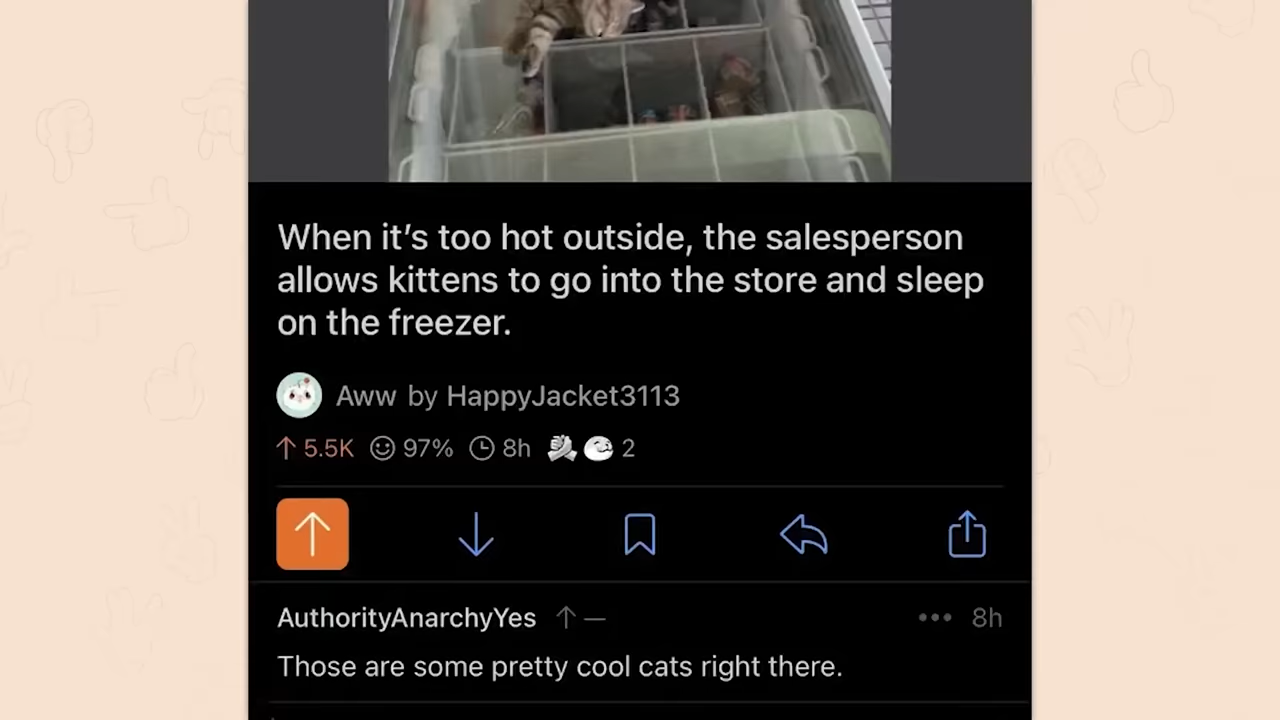 When it's too hot outside, the salesperson
allows kittens to go into the store and sleep
on the freezer.
Aww by HappyJacket3113
5.5K 97% 8h 2
AuthorityAnarchyYes — 8h
Those are some pretty cool cats right there.